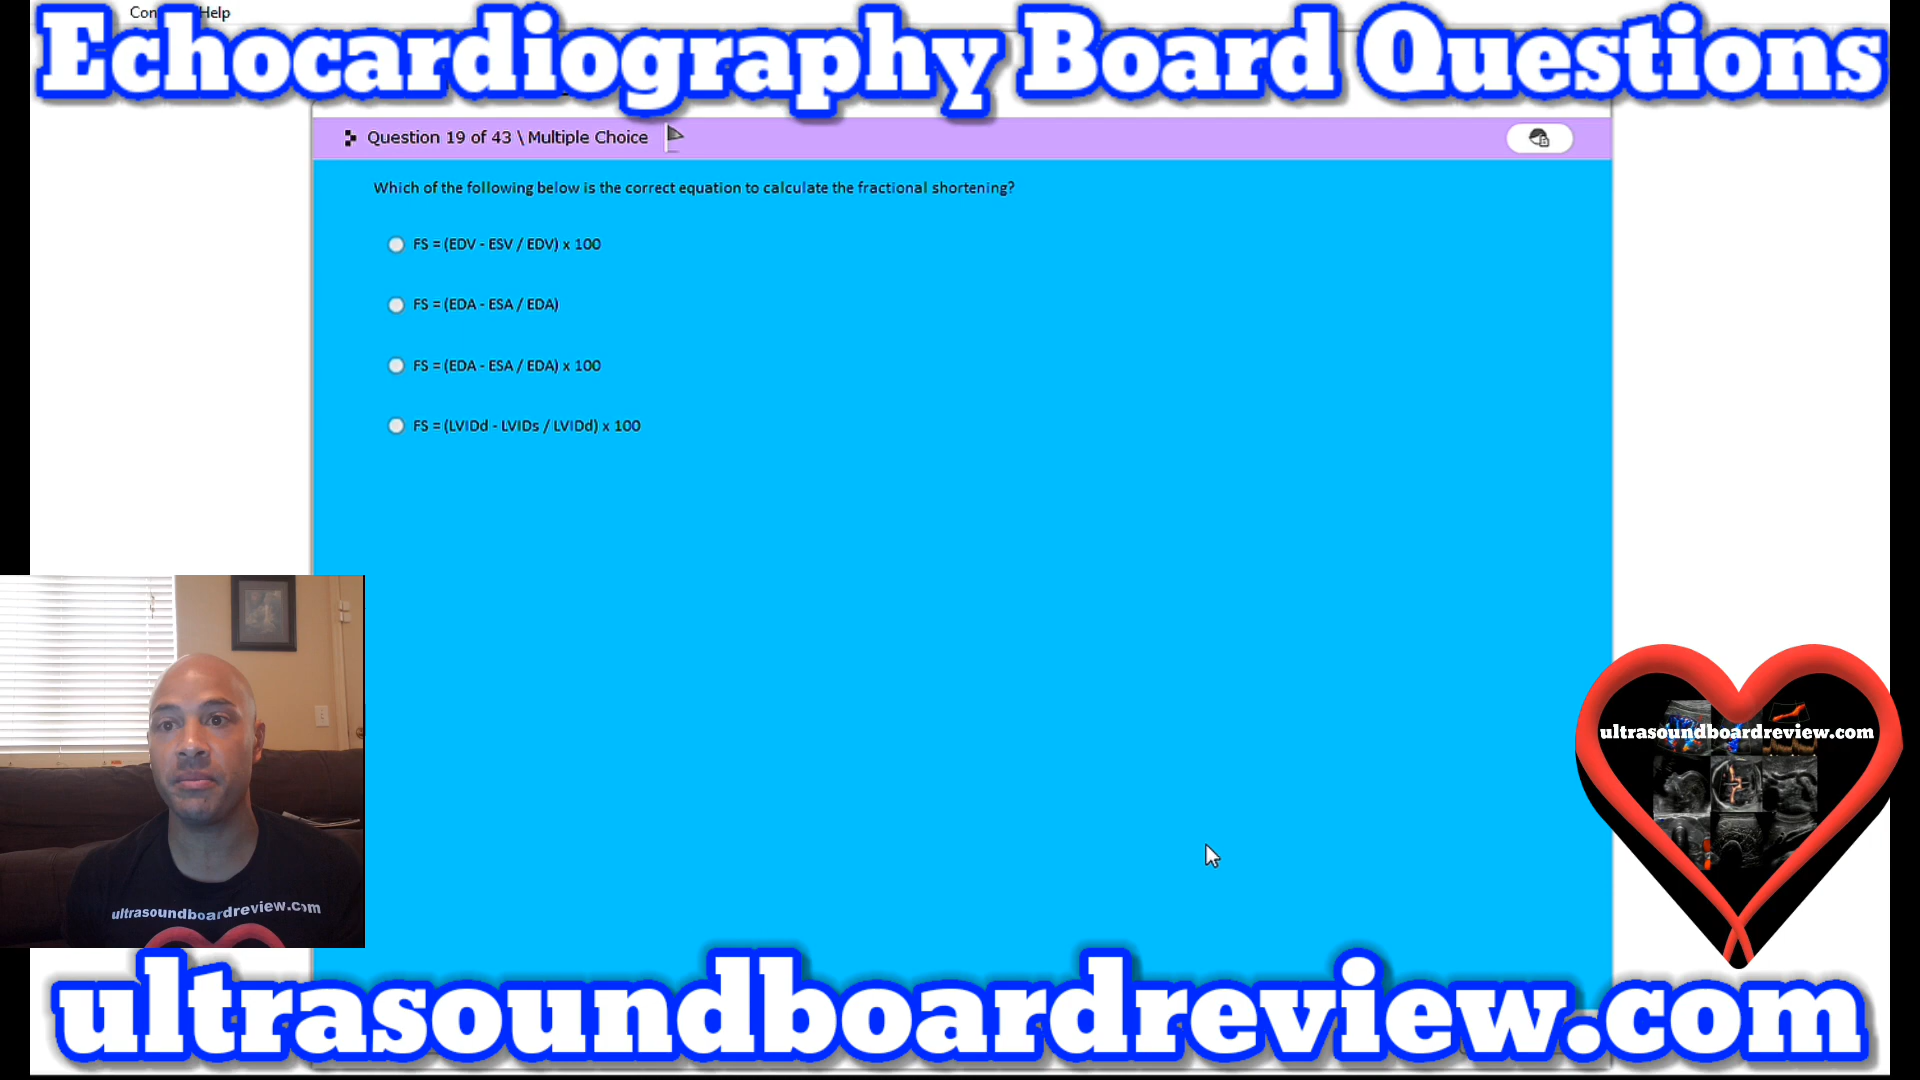 Con Help
Echocardiography Board Questions
Question 19 of 43 \ Multiple Choice
Which of the following below is the correct equation to calculate the fractional shortening?
FS = (EDV - ESV / EDV) x 100
FS = (EDA - ESA / EDA)
FS = (EDA - ESA / EDA) x 100
FS = (LVIDd - LVIDs / LVIDd) x 100
ultrasoundboardreview.com
ultrasoundboardreview.com
ultrasoundboardreview.com